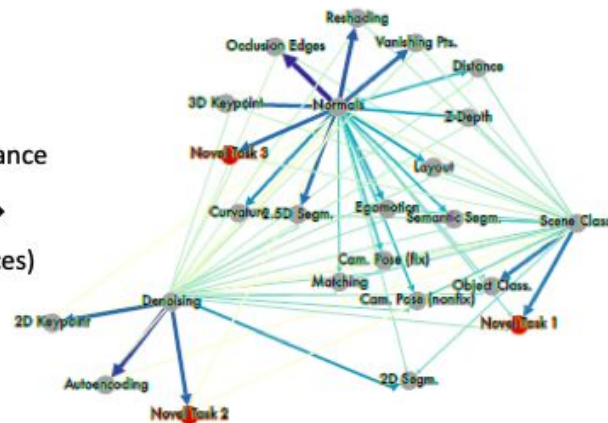 Reshading
Occlusion Edges
Vanishing Pts.
Distance
3D Keypoint
Normals
Z-Depth
ance
Novel Task 3
Layout
Curvature
2.5D Segm.
Egomotion
Semantic Segm.
Scene Class.
ces)
Cam. Pose (fix)
Matching
Object Class.
Denoising
Cam. Pose (nonfix)
2D Keypoint
Novel Task 1
Autoencoding
2D Segm.
Novel Task 2